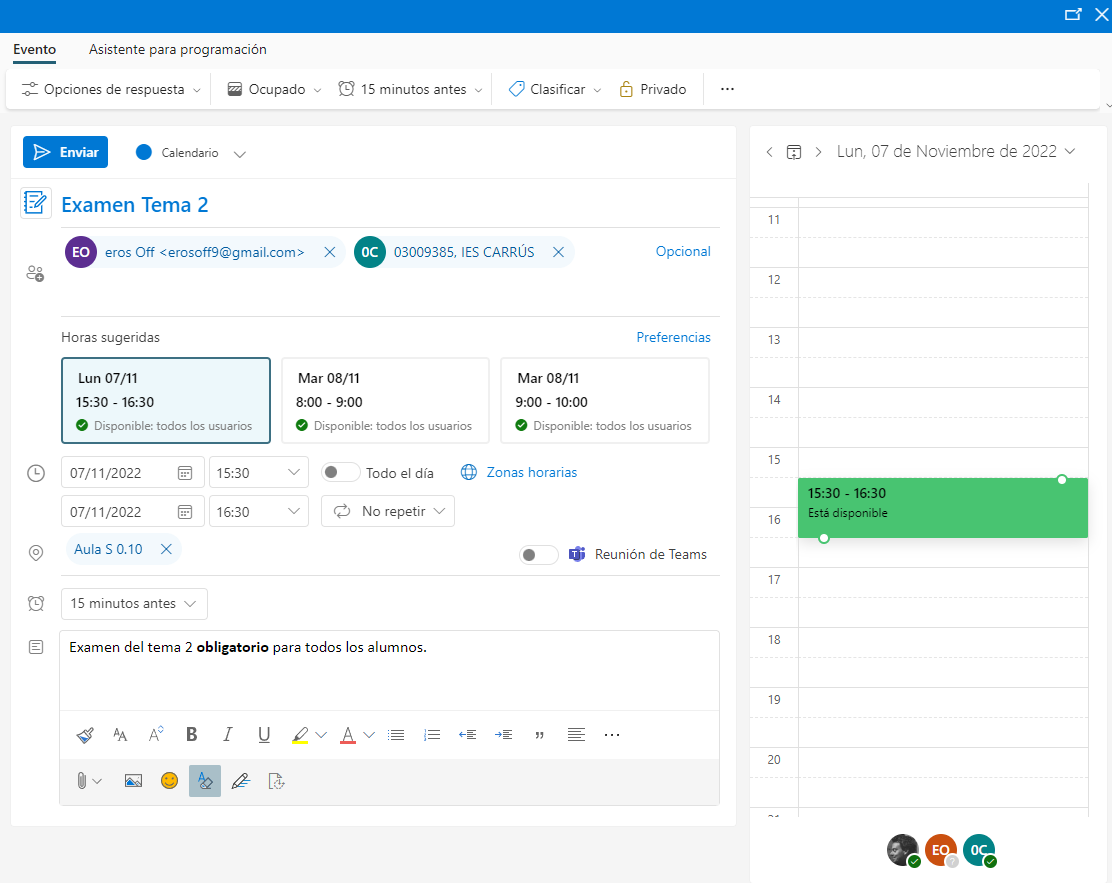 Evento Asistente para programación
Opciones de respuesta Ocupado 15 minutos antes Clasificar Privado ...
Enviar Calendario
Examen Tema 2
EO eros Off <erosoff9@gmail.com> 0C 03009385, IES CARRÚS Opcional
Horas sugeridas Preferencias
Lun 07/11 Mar 08/11 Mar 08/11
15:30 - 16:30 8:00 - 9:00 9:00 - 10:00
Disponible: todos los usuarios Disponible: todos los usuarios Disponible: todos los usuarios
07/11/2022 15:30 Todo el día Zonas horarias
07/11/2022 16:30 No repetir
Aula S 0.10 Reunión de Teams
15 minutos antes
Examen del tema 2 obligatorio para todos los alumnos.
Lun, 07 de Noviembre de 2022
11
12
13
14
15
15:30 - 16:30
Está disponible
16
17
18
19
20
21
EO 0C